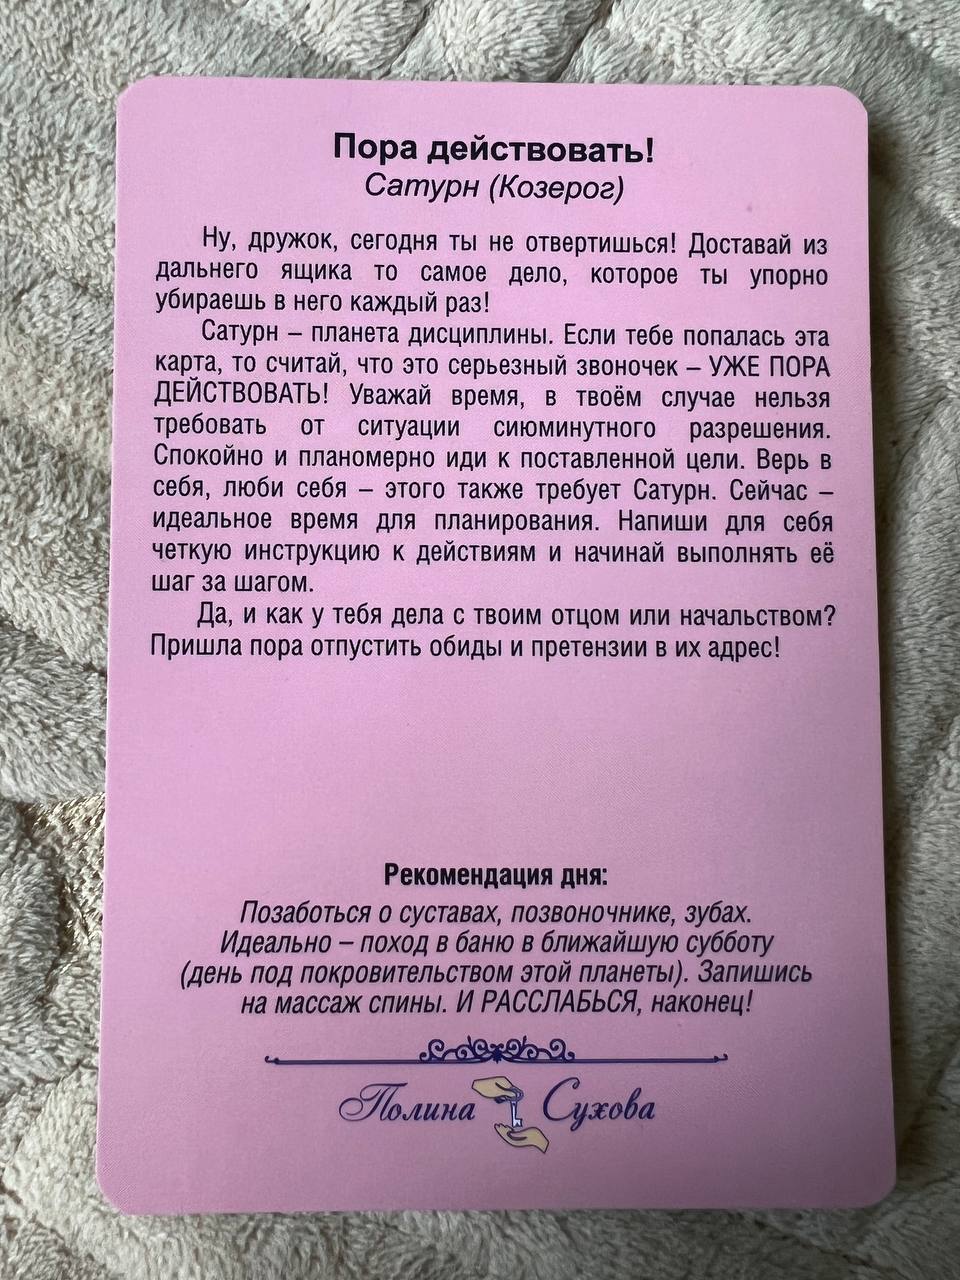 Пора действовать!
Сатурн (Козерог)
Ну, дружок, сегодня ты не отвертишься! Доставай из
дальнего ящика то самое дело, которое ты упорно
убираешь в него каждый раз!
Сатурн – планета дисциплины. Если тебе попалась эта
карта, то считай, что это серьезный звоночек – УЖЕ ПОРА
ДЕЙСТВОВАТЬ! Уважай время, в твоём случае нельзя
требовать от ситуации сиюминутного разрешения.
Спокойно и планомерно иди к поставленной цели. Верь в
себя, люби себя – этого также требует Сатурн. Сейчас –
идеальное время для планирования. Напиши для себя
четкую инструкцию к действиям и начинай выполнять её
шаг за шагом.
Да, и как у тебя дела с твоим отцом или начальством?
Пришла пора отпустить обиды и претензии в их адрес!
Рекомендация дня:
Позаботься о суставах, позвоночнике, зубах.
Идеально – поход в баню в ближайшую субботу
(день под покровительством этой планеты). Запишись
на массаж спины. И РАССЛАБЬСЯ, наконец!
Полина Сухова